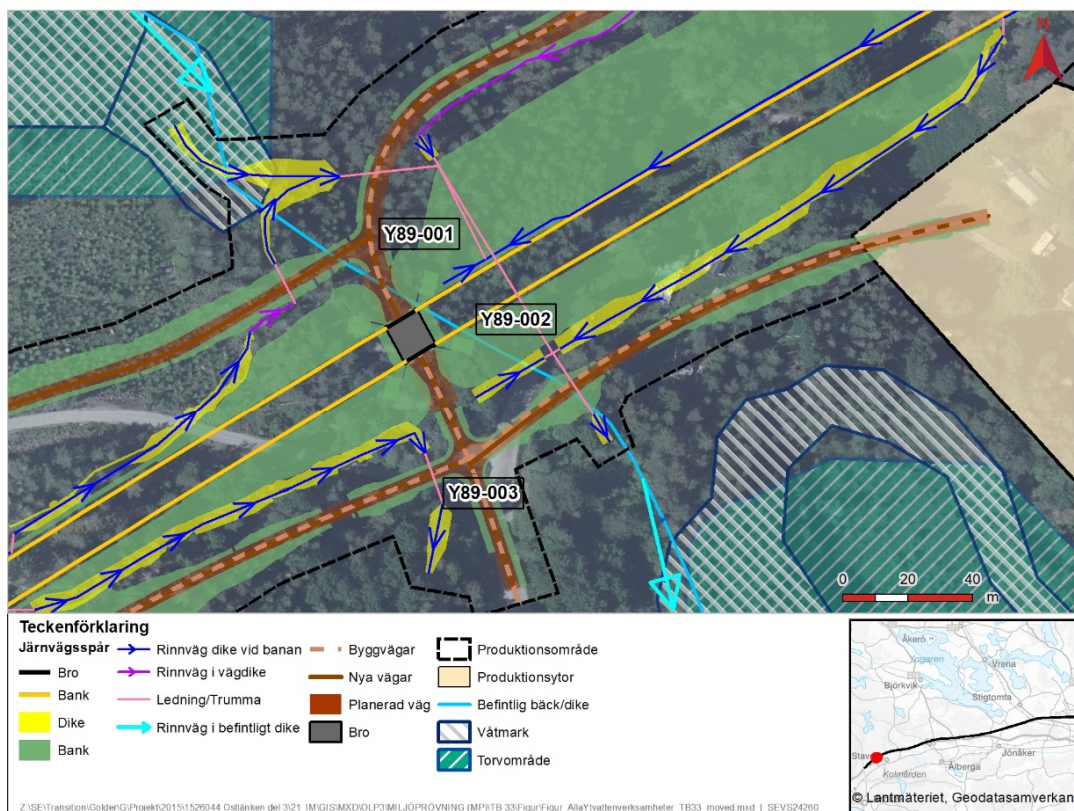 N
Y89-001
Y89-002
Y89-003
0 20 40
m
Teckenförklaring
Järnvägsspår
Bro
Bank
Dike
Bank
Rinnväg dike vid banan
Rinnväg i vägdike
Ledning/Trumma
Rinnväg i befintligt dike
Byggvägar
Nya vägar
Planerad väg
Bro
Produktionsområde
Produktionsytor
Befintlig bäck/dike
Våtmark
Torvområde
Åkerö
Yngaren
Vrena
Björkvik
Stigtomta
Stavs
Jönåker
Ålberga
Kolmården
© Lantmäteriet, Geodatasamverkan